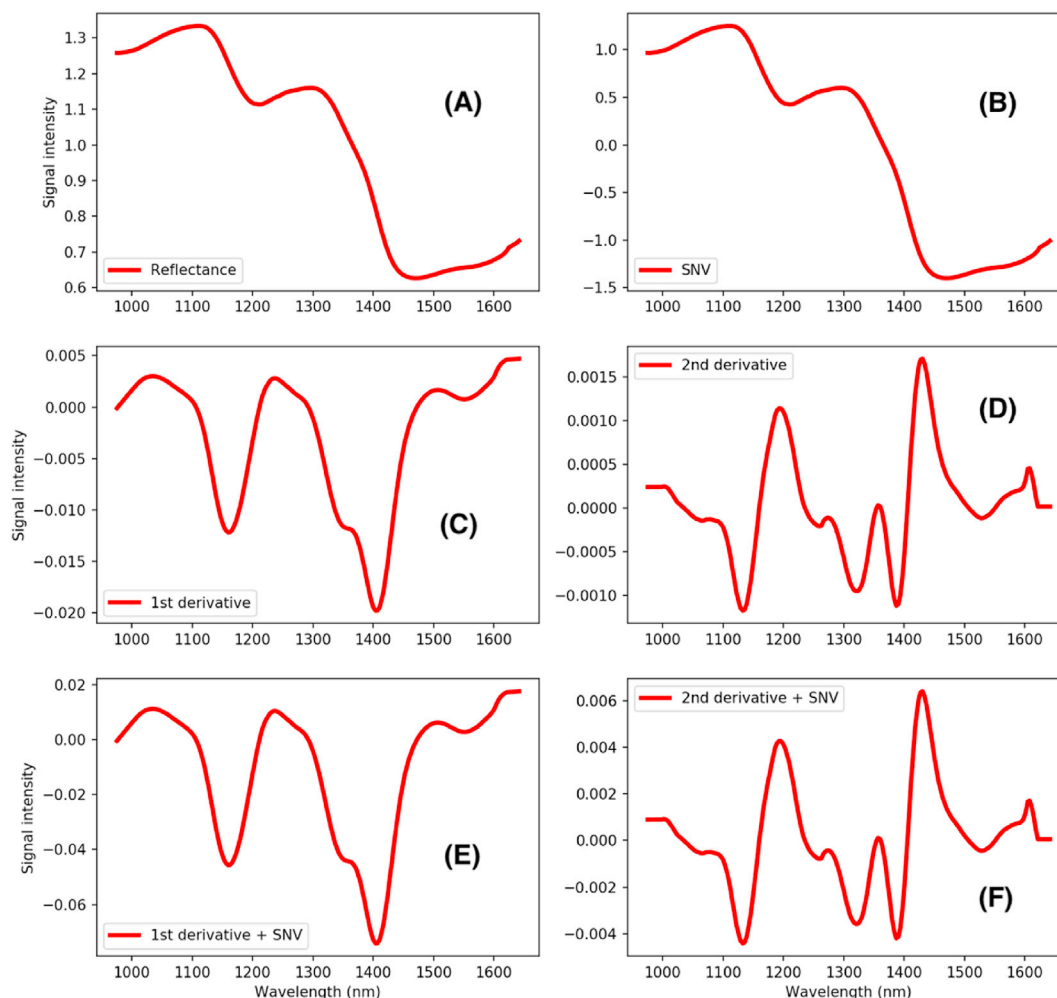 1.3
1.2
1.1
1.0
0.9
0.8
0.7
0.6
Signal intensity
(A)
Reflectance
1000 1100 1200 1300 1400 1500 1600
1.0
0.5
0.0
−0.5
−1.0
−1.5
(B)
SNV
1000 1100 1200 1300 1400 1500 1600
0.005
0.000
−0.005
−0.010
−0.015
−0.020
Signal intensity
(C)
1st derivative
1000 1100 1200 1300 1400 1500 1600
2nd derivative
0.0015
0.0010
0.0005
0.0000
−0.0005
−0.0010
(D)
1000 1100 1200 1300 1400 1500 1600
0.02
0.00
−0.02
−0.04
−0.06
Signal intensity
(E)
1st derivative + SNV
1000 1100 1200 1300 1400 1500 1600
Wavelength (nm)
2nd derivative + SNV
0.006
0.004
0.002
0.000
−0.002
−0.004
(F)
1000 1100 1200 1300 1400 1500 1600
Wavelength (nm)